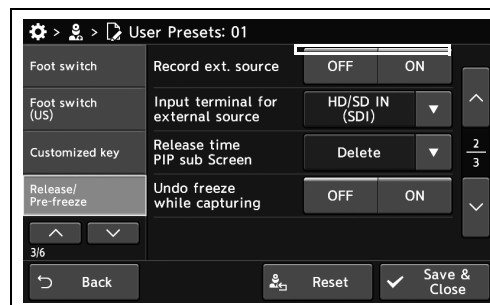 > > User Presets: 01
Foot switch
Record ext. source
OFF
ON
Foot switch
(US)
Input terminal for
external source
HD/SD IN
(SDI)
▼
Customized key
Release time
PIP sub Screen
Delete
▼
2
3
Release/
Pre-freeze
Undo freeze
while capturing
OFF
ON
3/6
Back
Reset
Save &
Close